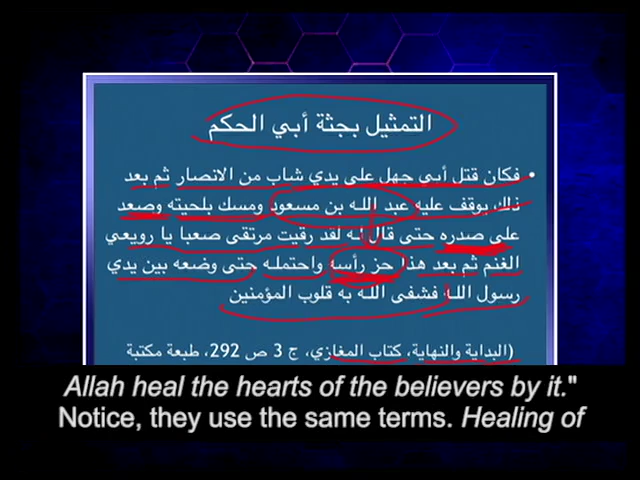 التمثيل بجثة أبي الحكم
• فكان قتل أبي جهل على يدي شاب من الانصار ثم بعد
ذلك يوقف عليه عبد الله بن مسعود ومسك بلحيته وصعد
على صدره حتى قال له لقد رقيت مرتقى صعبا يا رويعي
الغنم ثم بعد هذا حز رأسه واحتمله حتى وضعه بين يدي
رسول الله فشفى الله به قلوب المؤمنين
(البداية والنهاية، كتاب المغازي، ج 3 ص 292، طبعة مكتبة
Allah heal the hearts of the believers by it."
Notice, they use the same terms. Healing of